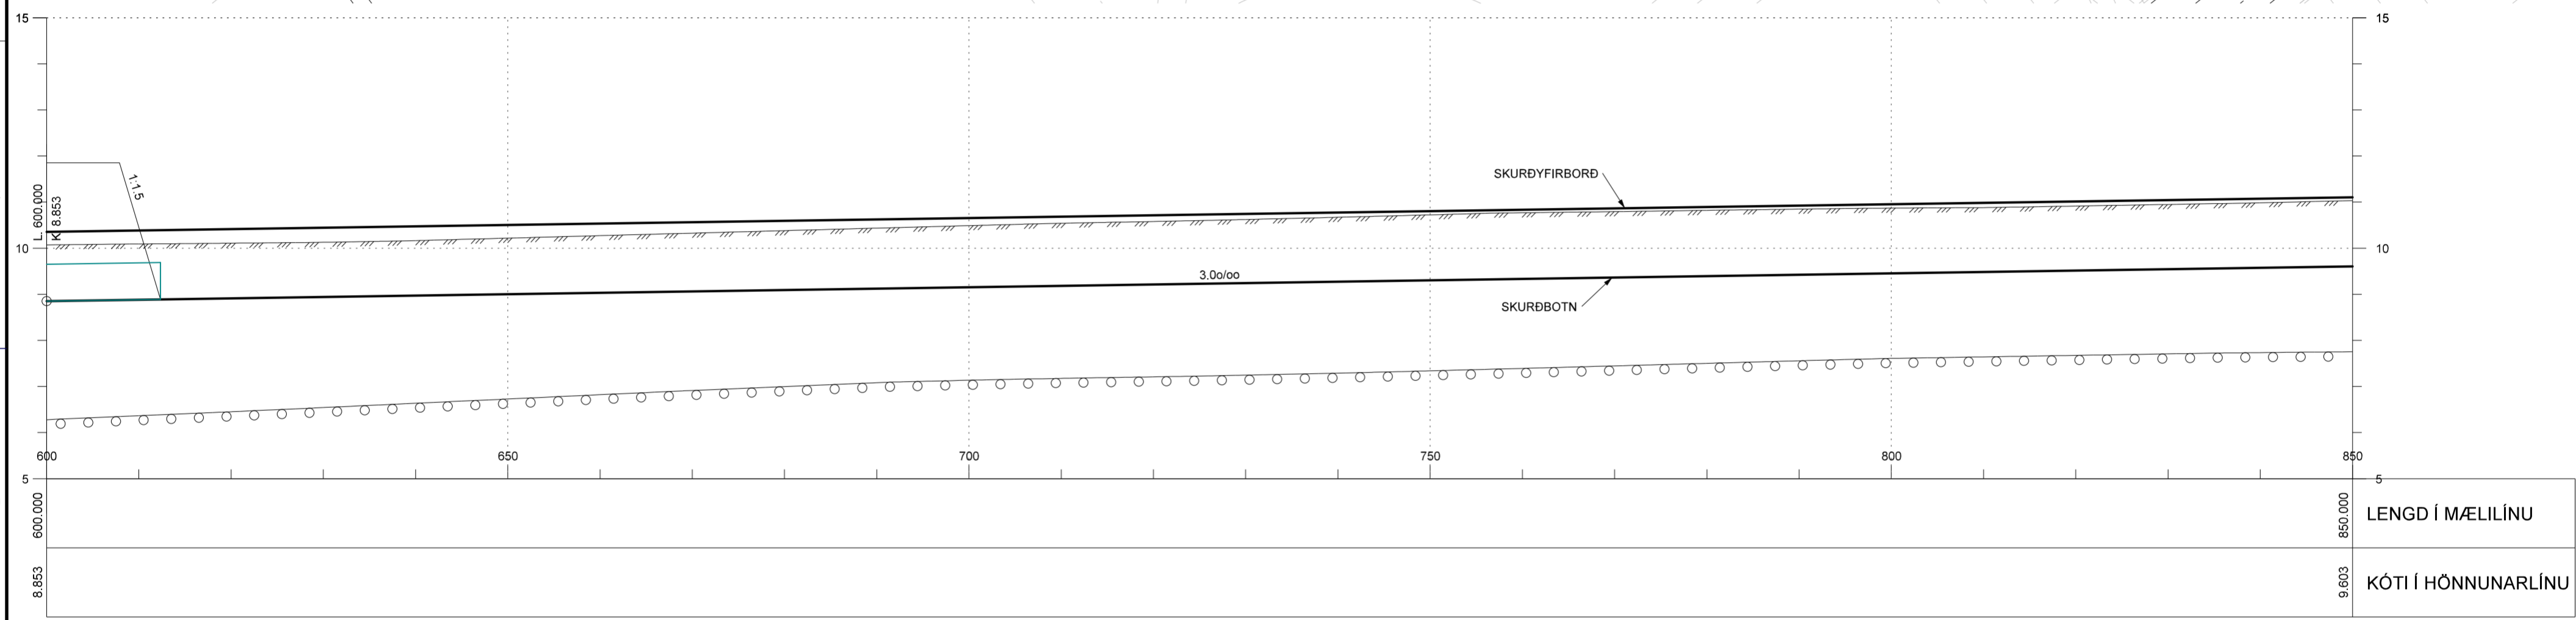 15
15
1:1.5
L. 600.000
K. 8.853
SKURÐYFIRBORÐ
10
10
3.0o/oo
SKURÐBOTN
600
650
700
750
800
850
5
5
600.000
850.000
LENGD Í MÆLILÍNU
8.853
9.603
KÓTI Í HÖNNUNARLÍNU